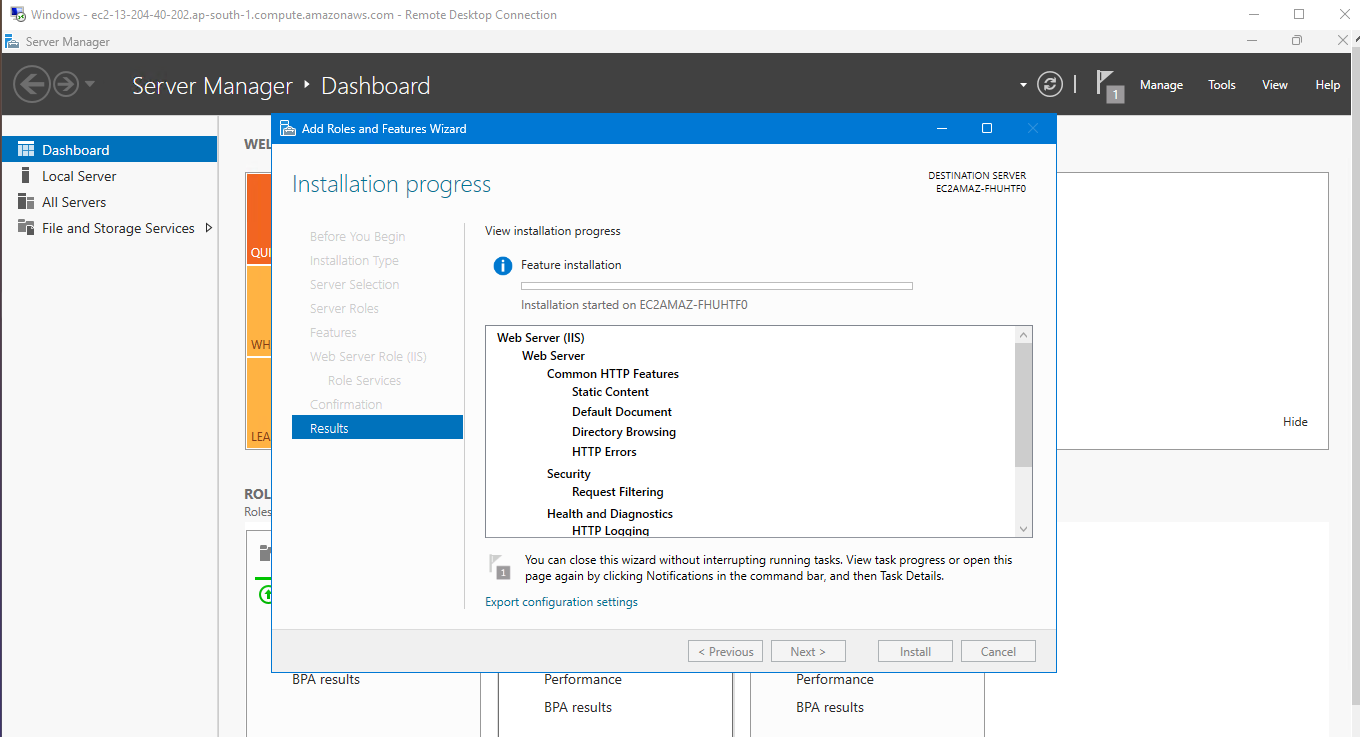 Windows - ec2-13-204-40-202.ap-south-1.compute.amazonaws.com - Remote Desktop Connection
Server Manager
Server Manager ‣ Dashboard
1
Manage
Tools
View
Help
Dashboard
Local Server
All Servers
File and Storage Services
WEL
QUI
WH
LEA
Hide
ROL
Roles
Add Roles and Features Wizard
Installation progress
DESTINATION SERVER
EC2AMAZ-FHUHTF0
Before You Begin
Installation Type
Server Selection
Server Roles
Features
Web Server Role (IIS)
Role Services
Confirmation
Results
View installation progress
Feature installation
Installation started on EC2AMAZ-FHUHTF0
Web Server (IIS)
Web Server
Common HTTP Features
Static Content
Default Document
Directory Browsing
HTTP Errors
Security
Request Filtering
Health and Diagnostics
HTTP Logging
1
You can close this wizard without interrupting running tasks. View task progress or open this
page again by clicking Notifications in the command bar, and then Task Details.
Export configuration settings
< Previous
Next >
Install
Cancel
BPA results
Performance
BPA results
Performance
BPA results